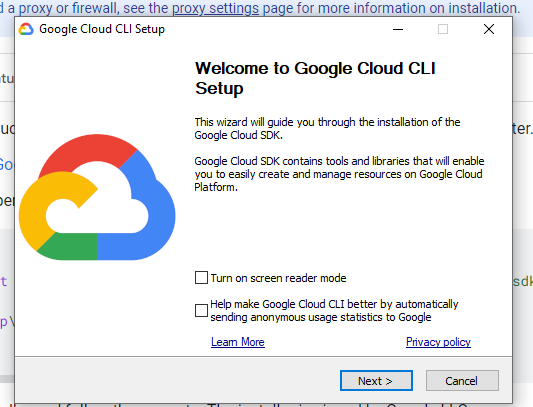 d a proxy or firewall, see the proxy settings page for more information on installation.
Google Cloud CLI Setup
Welcome to Google Cloud CLI
Setup
This wizard will guide you through the installation of the
Google Cloud SDK.
Google Cloud SDK contains tools and libraries that will enable
you to easily create and manage resources on Google Cloud
Platform.
Turn on screen reader mode
Help make Google Cloud CLI better by automatically
sending anonymous usage statistics to Google
Learn More
Privacy policy
Next >
Cancel